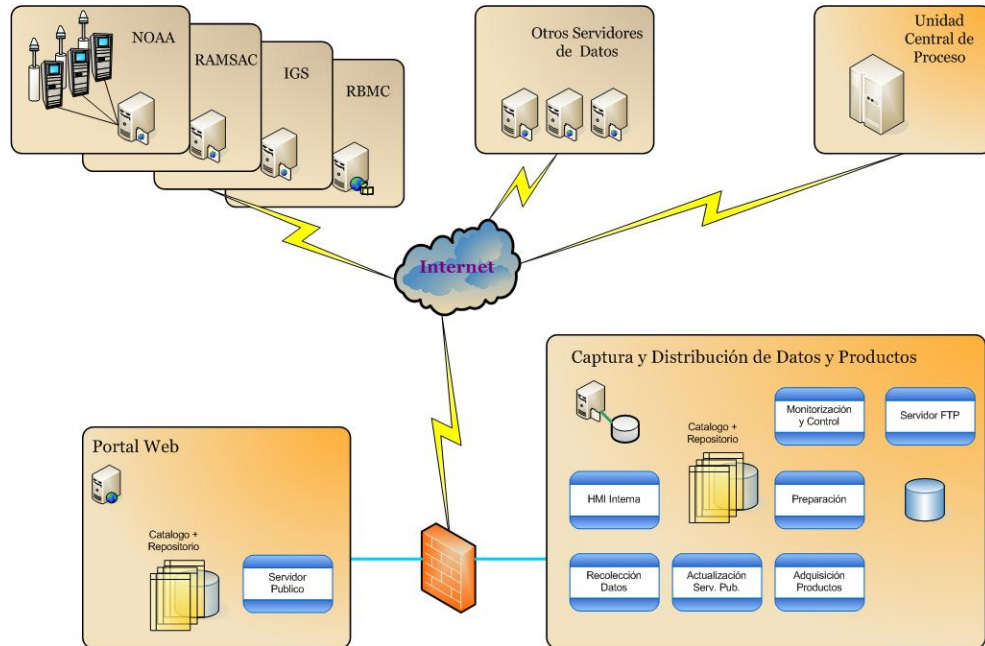 NOAA
RAMSAC
IGS
RBMC
Otros Servidores
de Datos
Unidad
Central de
Proceso
Internet
Captura y Distribución de Datos y Productos
Monitorización
y Control
Servidor FTP
Catalogo +
Repositorio
HMI Interna
Preparación
Recolección
Datos
Actualización
Serv. Pub.
Adquisición
Productos
Portal Web
Catalogo +
Repositorio
Servidor
Publico